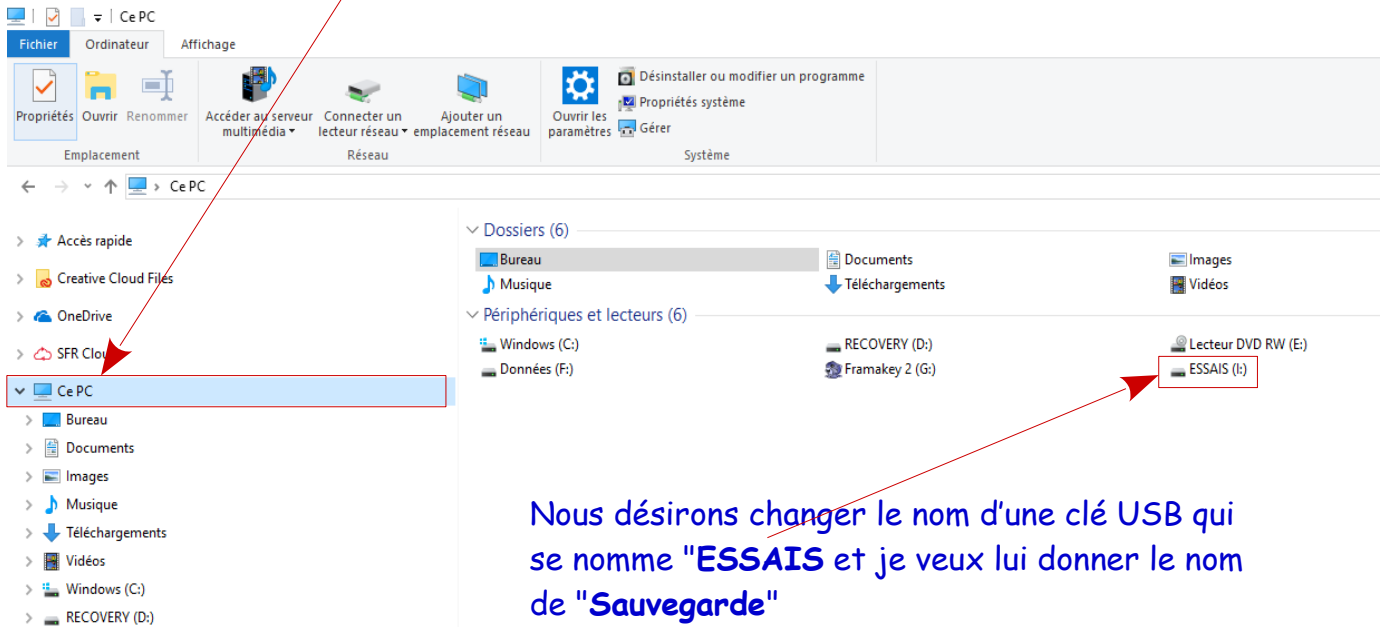 Ce PC
Fichier Ordinateur Affichage
Propriétés Ouvrir Renommer
Accéder au serveur multimédia
Connecter un lecteur réseau
Ajouter un emplacement réseau
Ouvrir les paramètres
Désinstaller ou modifier un programme
Propriétés système
Gérer
Emplacement Réseau Système
Ce PC
Accès rapide
Creative Cloud Files
OneDrive
SFR Cloud
Ce PC
Bureau
Documents
Images
Musique
Téléchargements
Vidéos
Windows (C:)
RECOVERY (D:)
Dossiers (6)
Bureau Documents Images
Musique Téléchargements Vidéos
Périphériques et lecteurs (6)
Windows (C:) RECOVERY (D:) Lecteur DVD RW (E:)
Données (F:) Framakey 2 (G:) ESSAIS (I:)
Nous désirons changer le nom d’une clé USB qui
se nomme "ESSAIS et je veux lui donner le nom
de "Sauvegarde"